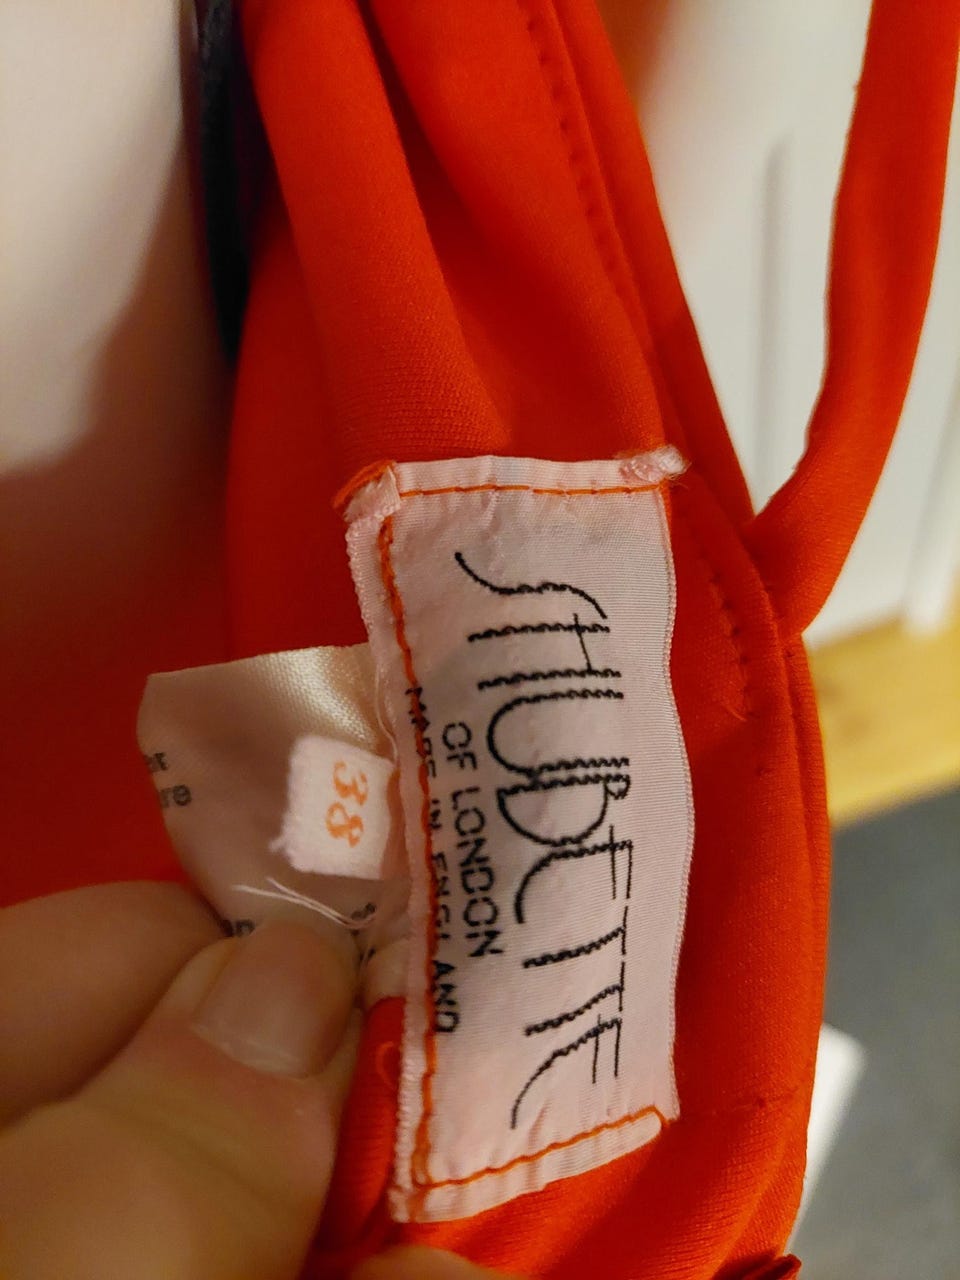 SHUBETTE
OF LONDON
MADE IN ENGLAND
38